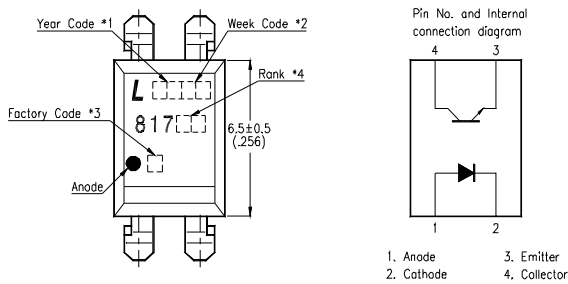 Year Code *1
Week Code *2
L
Rank *4
Factory Code *3
817
6.5±0.5
(.256)
Anode
Pin No. and Internal
connection diagram
4 3
1 2
1. Anode 3. Emitter
2. Cathode 4. Collector